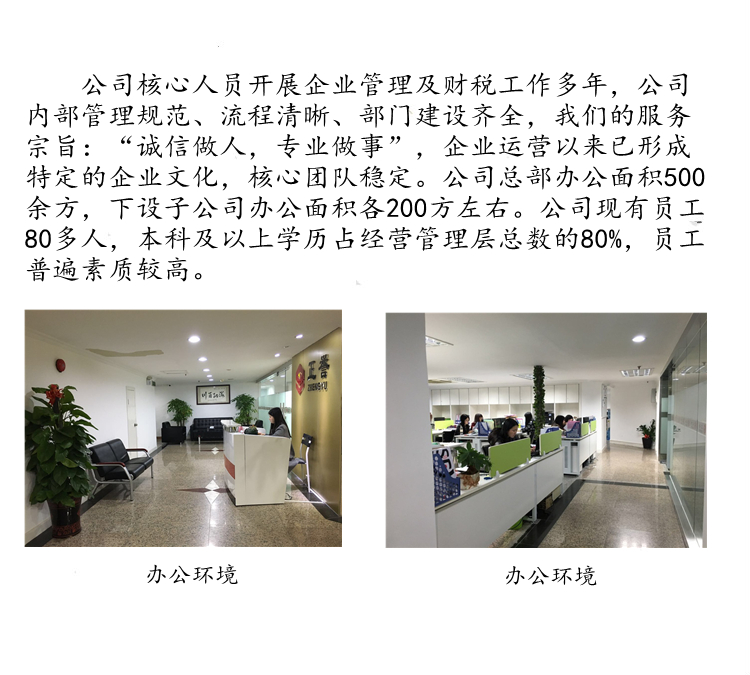 公司核心人员开展企业管理及财税工作多年，公司
内部管理规范、流程清晰、部门建设齐全，我们的服务
宗旨：“诚信做人，专业做事”，企业运营以来已形成
特定的企业文化，核心团队稳定。公司总部办公面积500
余方，下设子公司办公面积各200方左右。公司现有员工
80多人，本科及以上学历占经营管理层总数的80%，员工
普遍素质较高。
正誉
ZHENGYU
办公环境
办公环境